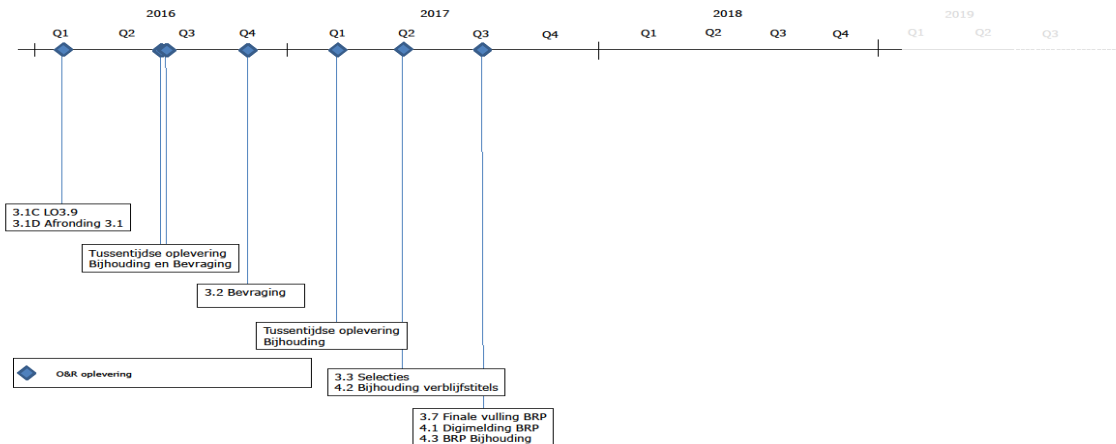 2016 2017 2018 2019
Q1 Q2 Q3 Q4 Q1 Q2 Q3 Q4 Q1 Q2 Q3 Q4 Q1 Q2 Q3
3.1C LO3.9
3.1D Afronding 3.1
Tussentijdse oplevering
Bijhouding en Bevraging
3.2 Bevraging
Tussentijdse oplevering
Bijhouding
O&R oplevering
3.3 Selecties
4.2 Bijhouding verblijfstitels
3.7 Finale vulling BRP
4.1 Digimelding BRP
4.3 BRP Bijhouding